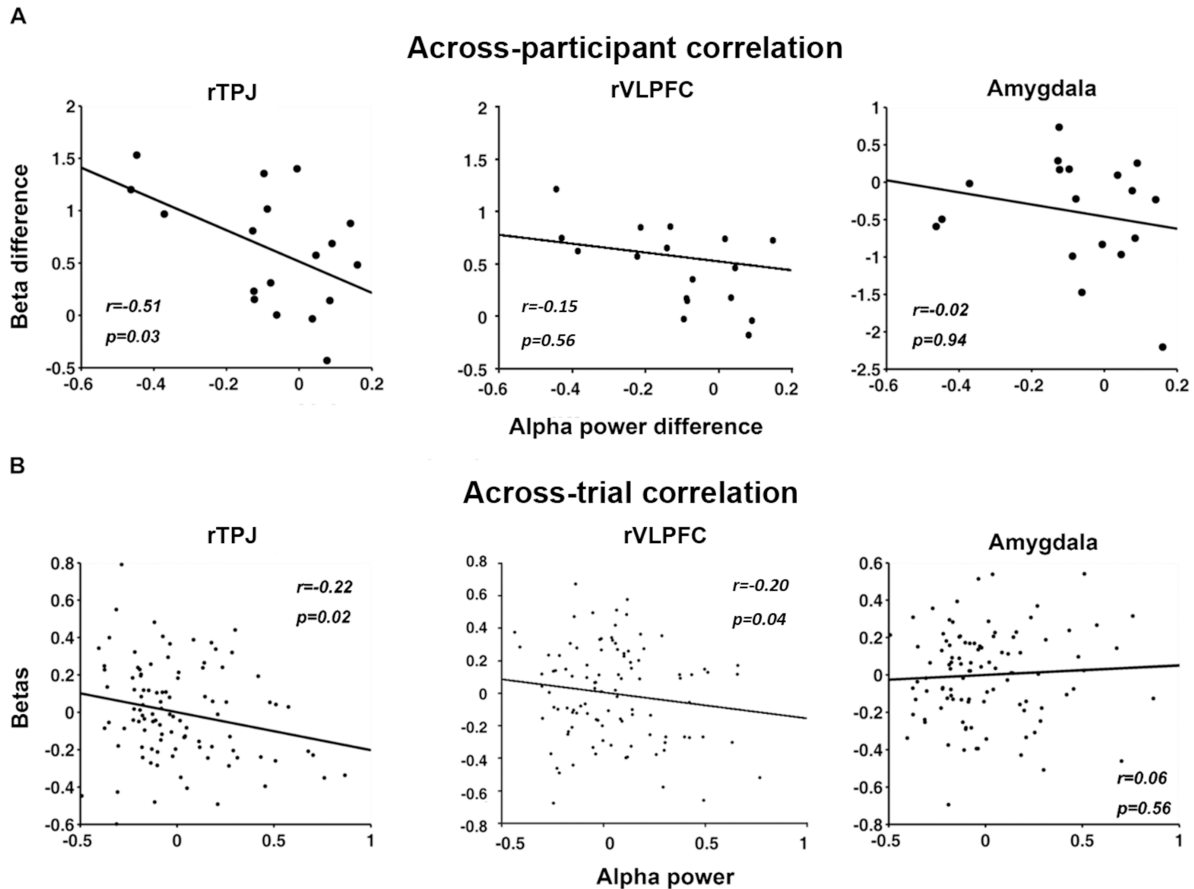 A
Across-participant correlation
rTPJ
rVLPFC
Amygdala
Beta difference
2
1.5
1
0.5
0
-0.5
-0.6
-0.4
-0.2
0
0.2
r=-0.51
p=0.03
2
1.5
1
0.5
0
-0.5
-0.6
-0.4
-0.2
0
0.2
r=-0.15
p=0.56
1
0.5
0
-0.5
-1
-1.5
-2
-2.5
-0.6
-0.4
-0.2
0
0.2
r=-0.02
p=0.94
Alpha power difference
B
Across-trial correlation
rTPJ
rVLPFC
Amygdala
Betas
0.8
0.6
0.4
0.2
0
-0.2
-0.4
-0.6
0
0.5
1
r=-0.22
p=0.02
0.8
0.6
0.4
0.2
0
-0.2
-0.4
-0.6
-0.8
-0.5
0
0.5
1
r=-0.20
p=0.04
0.6
0.4
0.2
0
-0.2
-0.4
-0.6
-0.8
-0.5
0
0.5
1
r=0.06
p=0.56
Alpha power